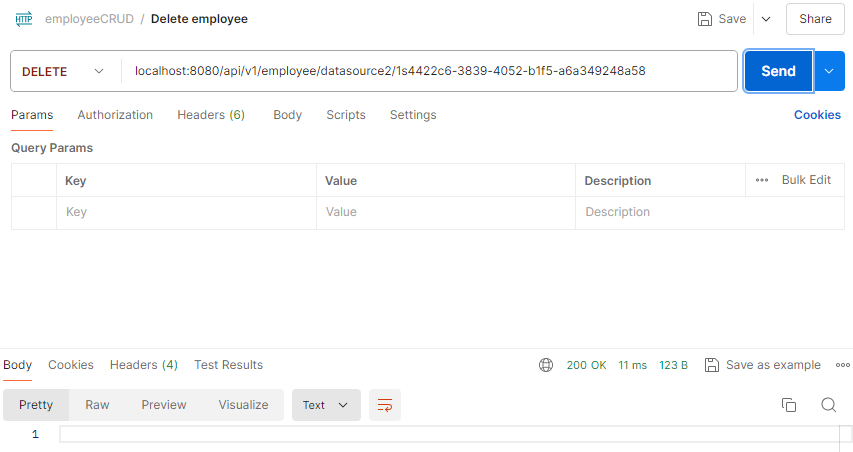 HTTP employeeCRUD / Delete employee Save Share
DELETE localhost:8080/api/v1/employee/datasource2/1s4422c6-3839-4052-b1f5-a6a349248a58 Send
Params Authorization Headers (6) Body Scripts Settings Cookies
Query Params
Key Value Description Bulk Edit
Key Value Description
Body Cookies Headers (4) Test Results 200 OK 11 ms 123 B Save as example
Pretty Raw Preview Visualize Text
1